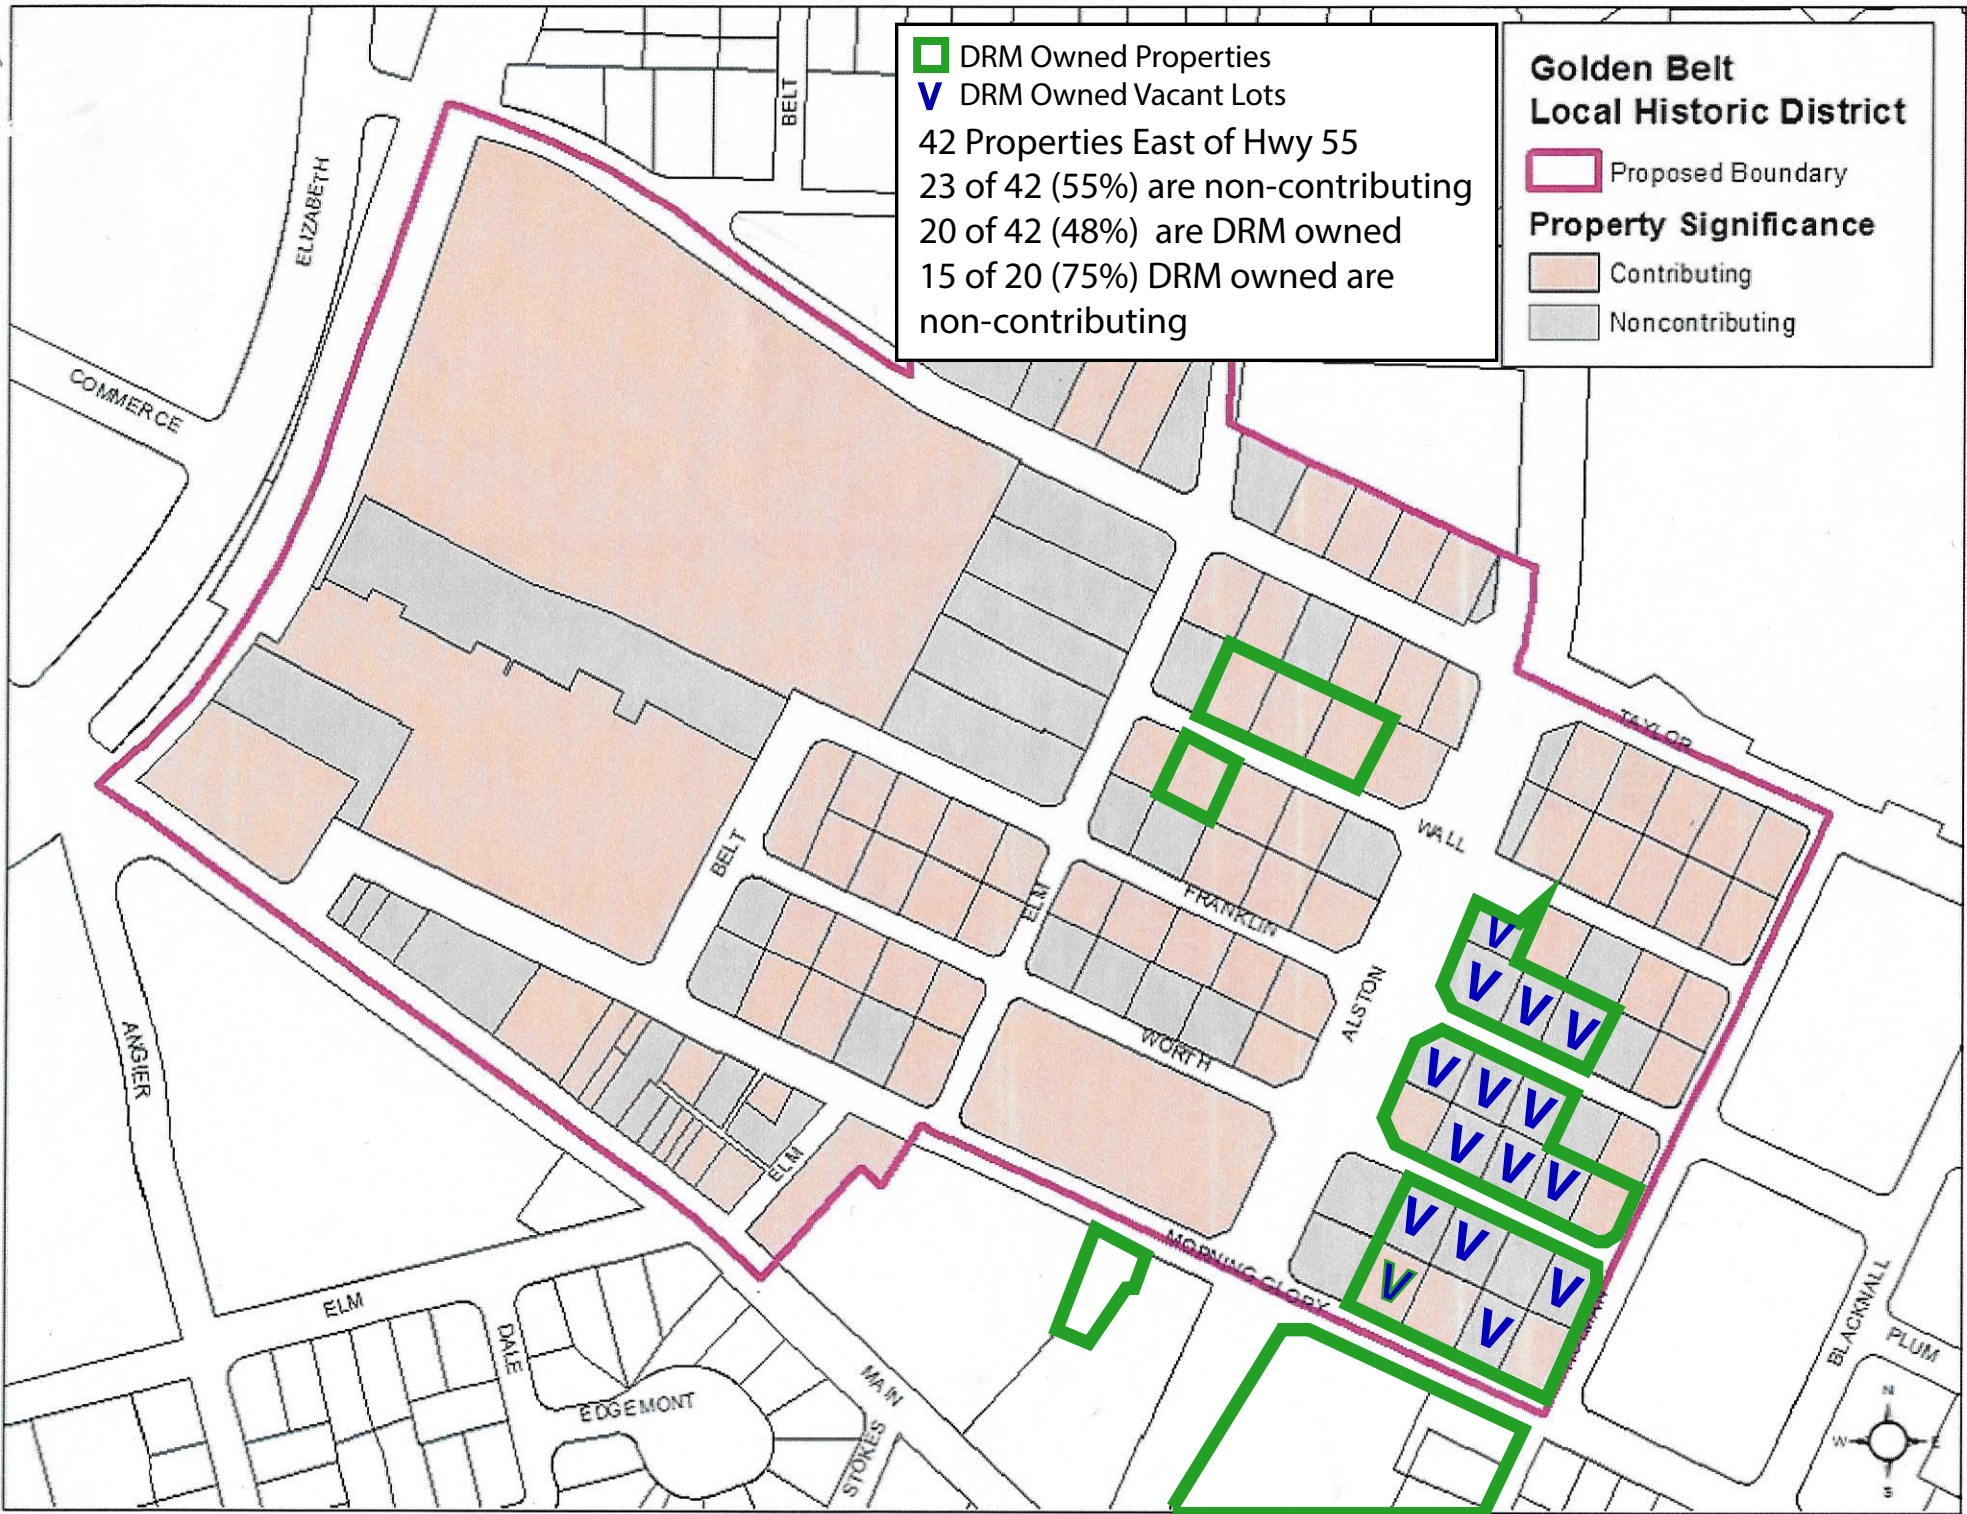 DRM Owned Properties
V DRM Owned Vacant Lots
42 Properties East of Hwy 55
23 of 42 (55%) are non-contributing
20 of 42 (48%) are DRM owned
15 of 20 (75%) DRM owned are
non-contributing
Golden Belt
Local Historic District
Proposed Boundary
Property Significance
Contributing
Noncontributing
BELT
ELIZABETH
COMMERCE
TAYLOR
WALL
BELT
ELM
FRANKLIN
ALSTON
WORTH
ANGIER
ELM
MORNING GLORY
V
V V V
V V V
V V V
V V
V V
V
ELM
DALE
EDGEMONT
MAIN
STOKES
BLACKNALL
PLUM
N
W E
S